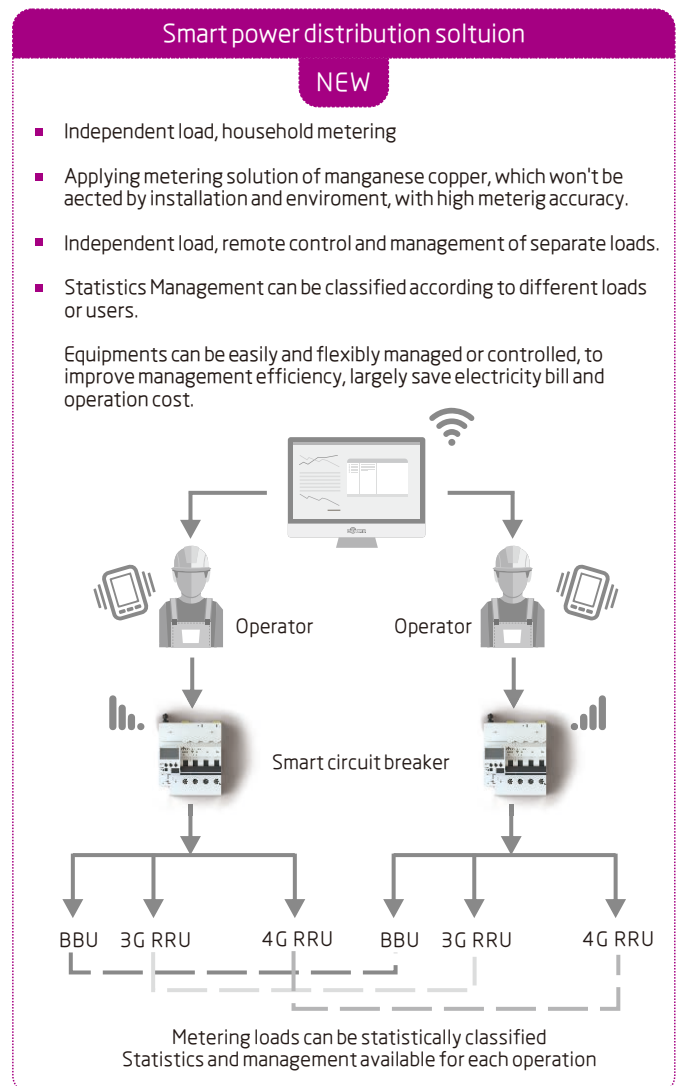 Smart power distribution soltuion
NEW
Independent load, household metering
Applying metering solution of manganese copper, which won't be
aected by installation and enviroment, with high meterig accuracy.
Independent load, remote control and management of separate loads.
Statistics Management can be classified according to different loads
or users.
Equipments can be easily and flexibly managed or controlled, to
improve management efficiency, largely save electricity bill and
operation cost.
Operator Operator
Smart circuit breaker
BBU 3G RRU 4G RRU BBU 3G RRU 4G RRU
Metering loads can be statistically classified
Statistics and management available for each operation